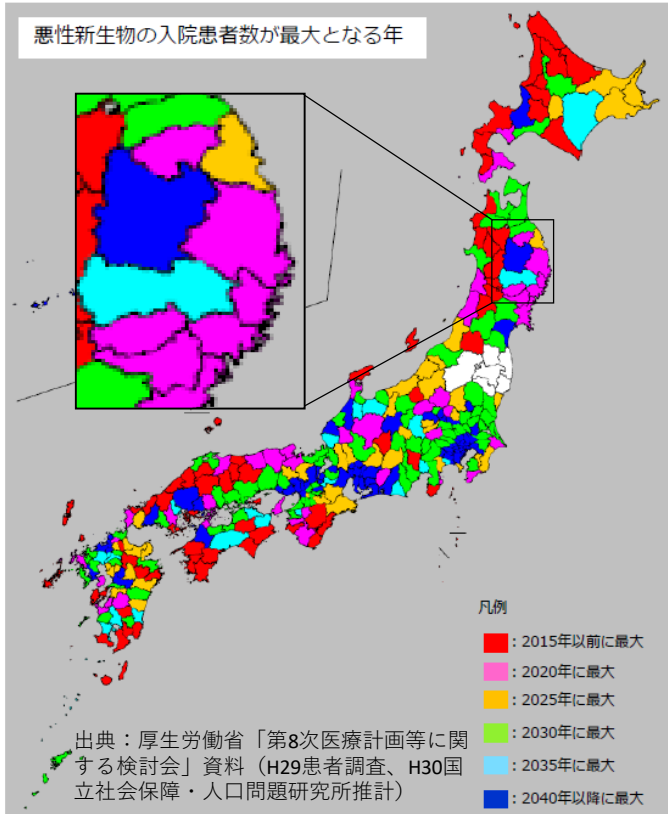 悪性新生物の入院患者数が最大となる年
凡例
：2015年以前に最大
：2020年に最大
：2025年に最大
：2030年に最大
：2035年に最大
：2040年以降に最大
出典：厚生労働省「第8次医療計画等に関
する検討会」資料（H29患者調査、H30国
立社会保障・人口問題研究所推計）